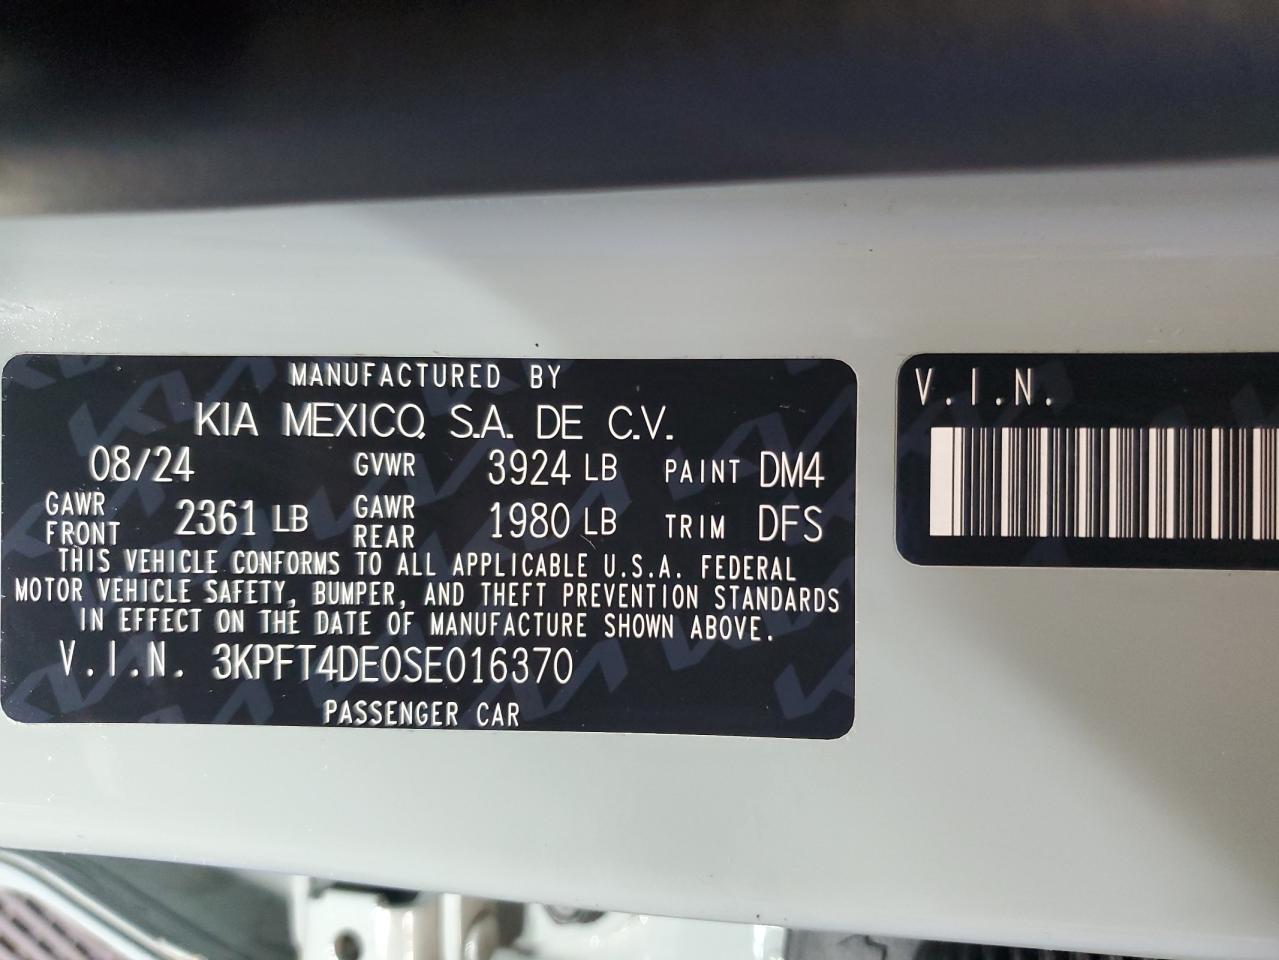 MANUFACTURED BY
KIA MEXICO, S.A. DE C.V.
08/24 GVWR 3924 LB PAINT DM4
GAWR FRONT 2361 LB GAWR REAR 1980 LB TRIM DFS
THIS VEHICLE CONFORMS TO ALL APPLICABLE U.S.A. FEDERAL
MOTOR VEHICLE SAFETY, BUMPER, AND THEFT PREVENTION STANDARDS
IN EFFECT ON THE DATE OF MANUFACTURE SHOWN ABOVE.
V.I.N. 3KPFT4DE0SE016370
PASSENGER CAR
V.I.N.